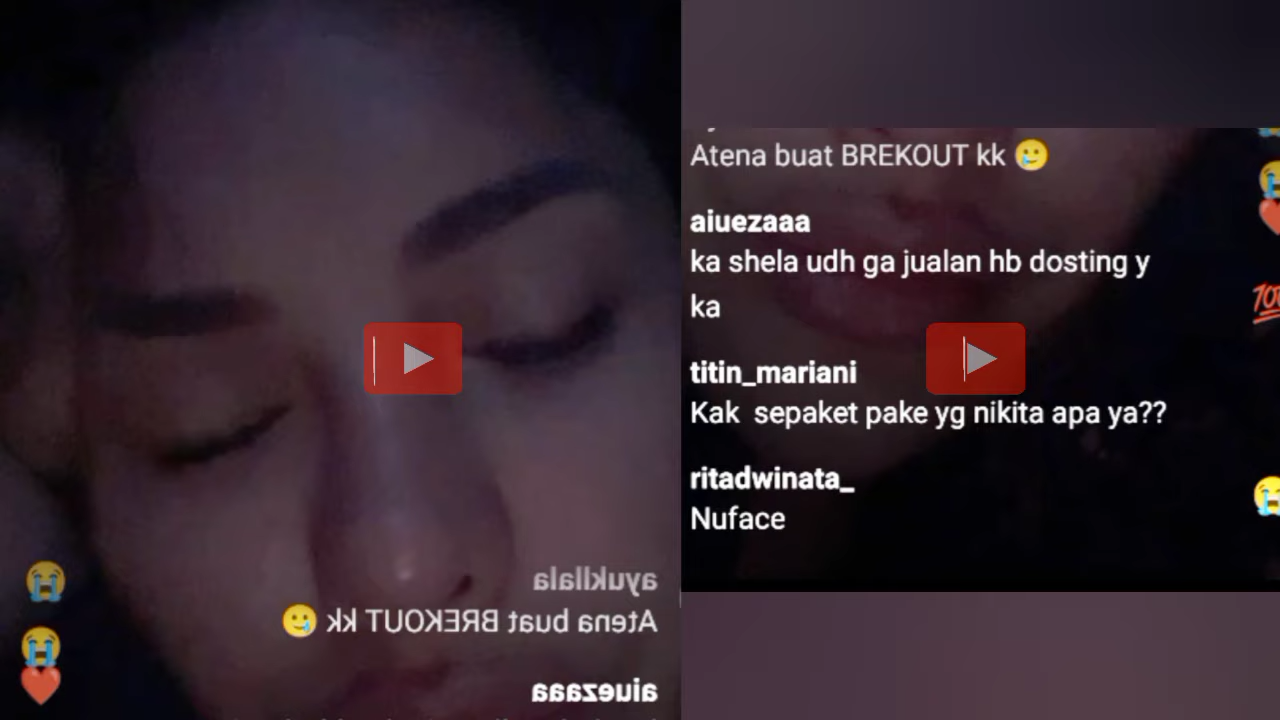 ayukllala
Atena buat BREKOUT kk 🥲
aiuezaaa
Atena buat BREKOUT kk 🥲
aiuezaaa
ka shela udh ga jualan hb dosting y
ka
titin_mariani
Kak sepaket pake yg nikita apa ya??
ritadwinata_
Nuface
💯